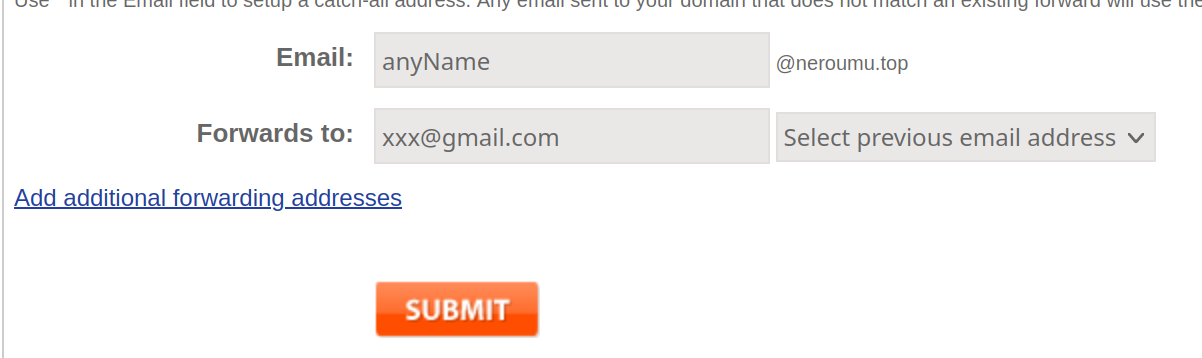 Use * in the Email field to setup a catch-all address. Any email sent to your domain that does not match an existing forward will use the
Email: anyName @neroumu.top
Forwards to: xxx@gmail.com Select previous email address
Add additional forwarding addresses
SUBMIT